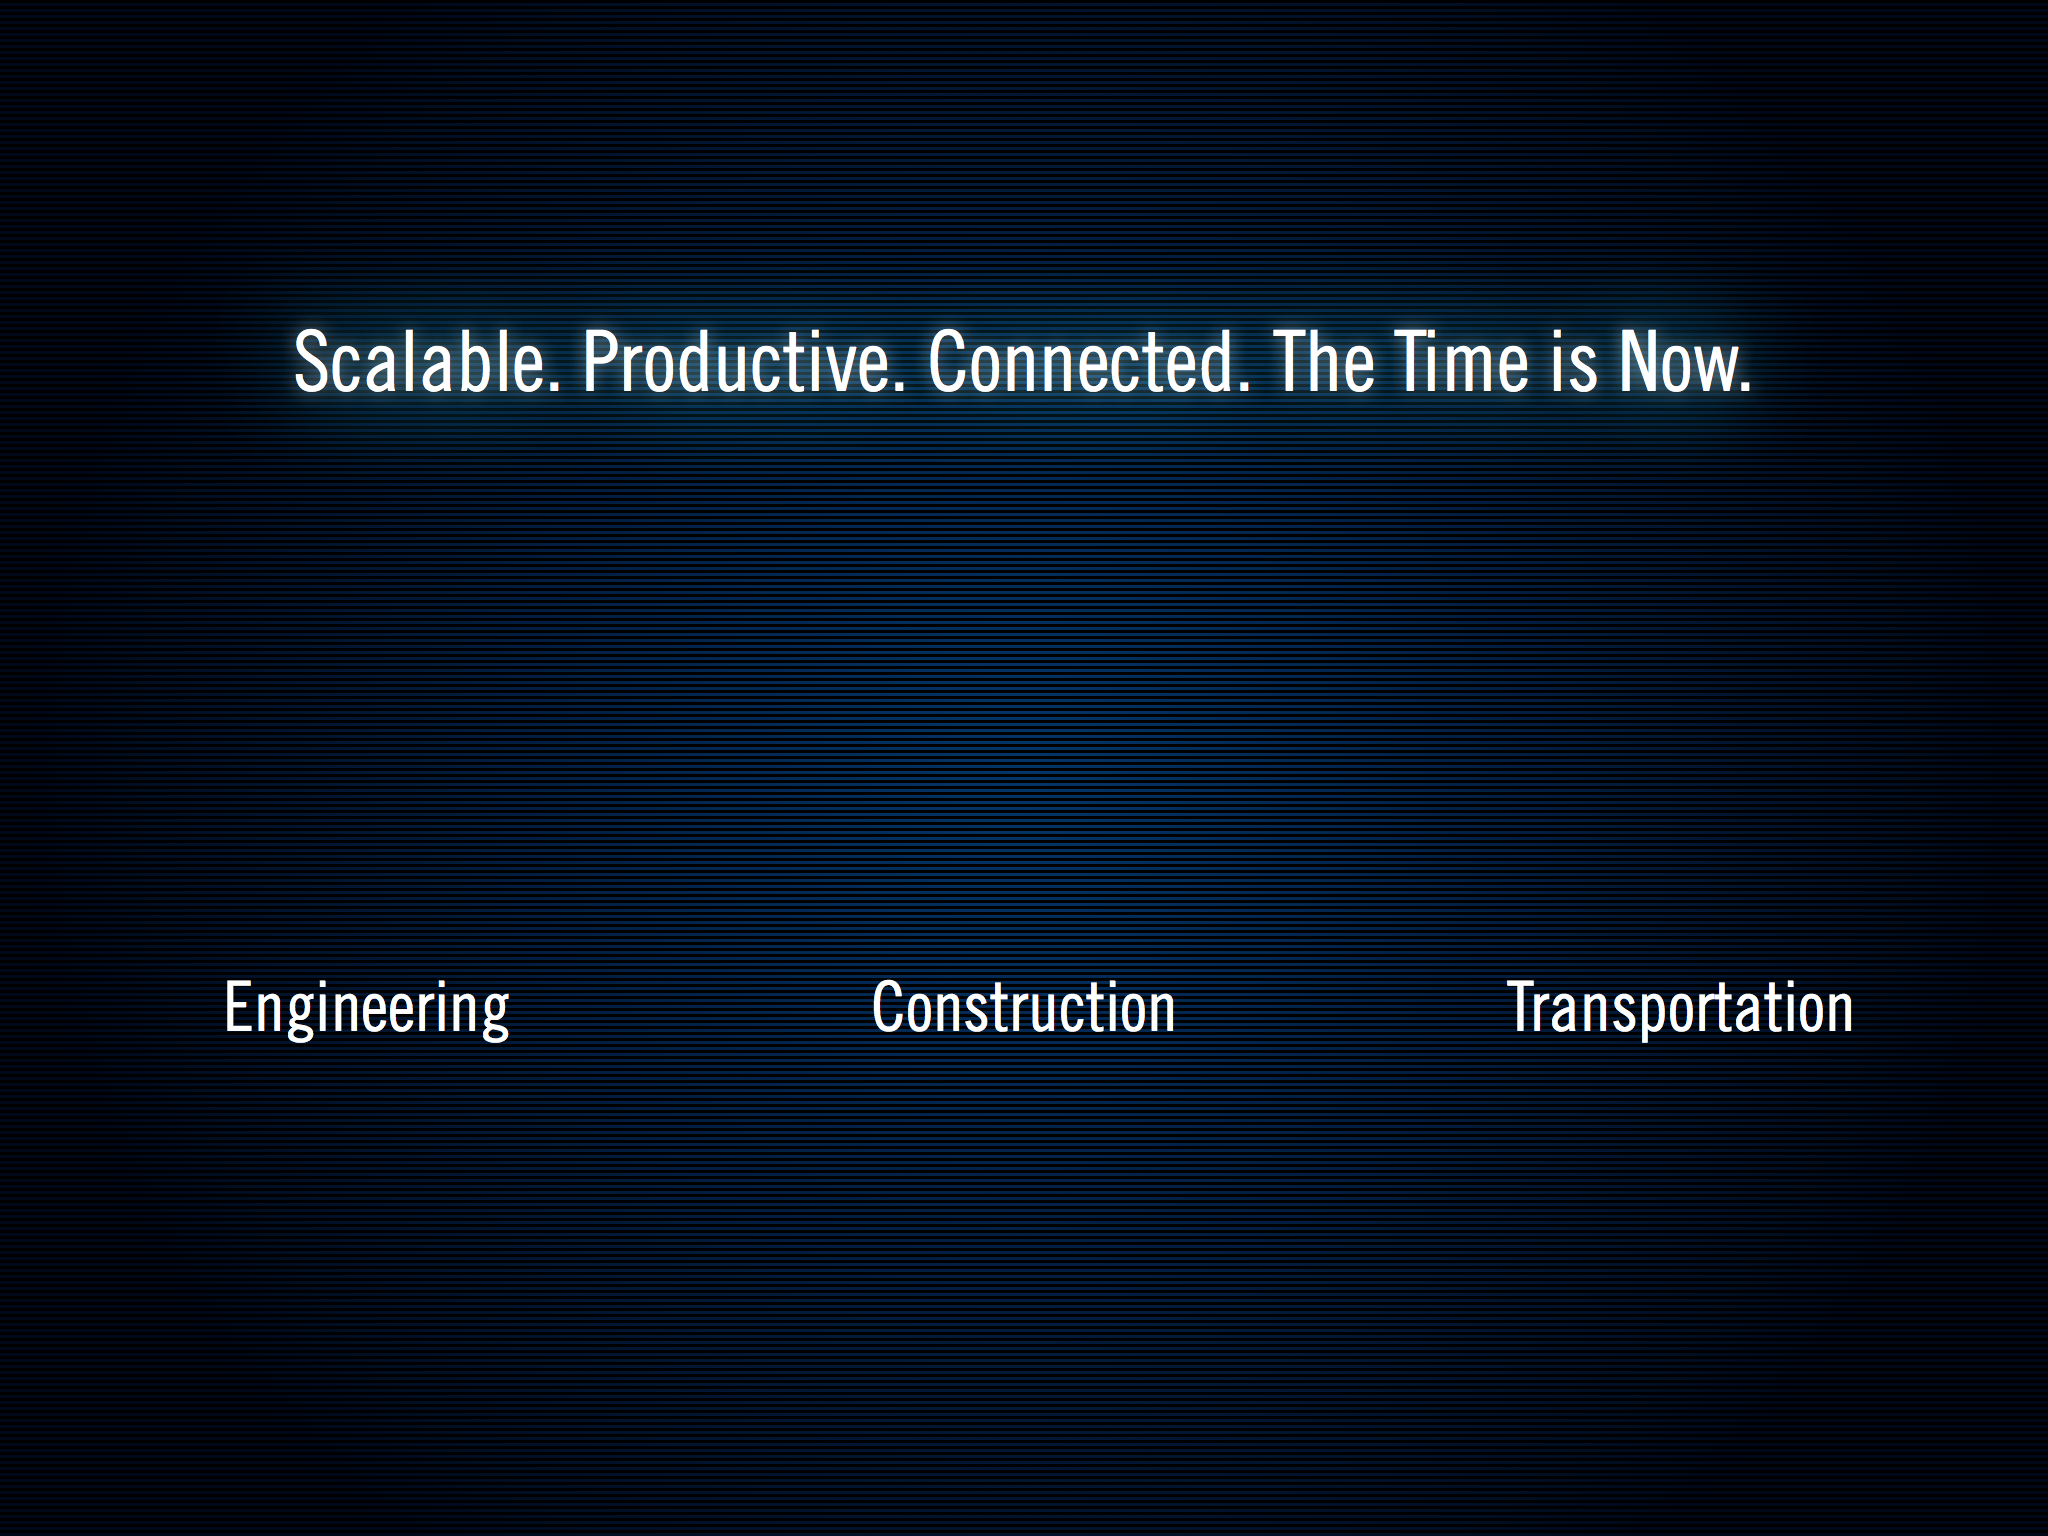 Scalable. Productive. Connected. The Time is Now.
Engineering Construction Transportation